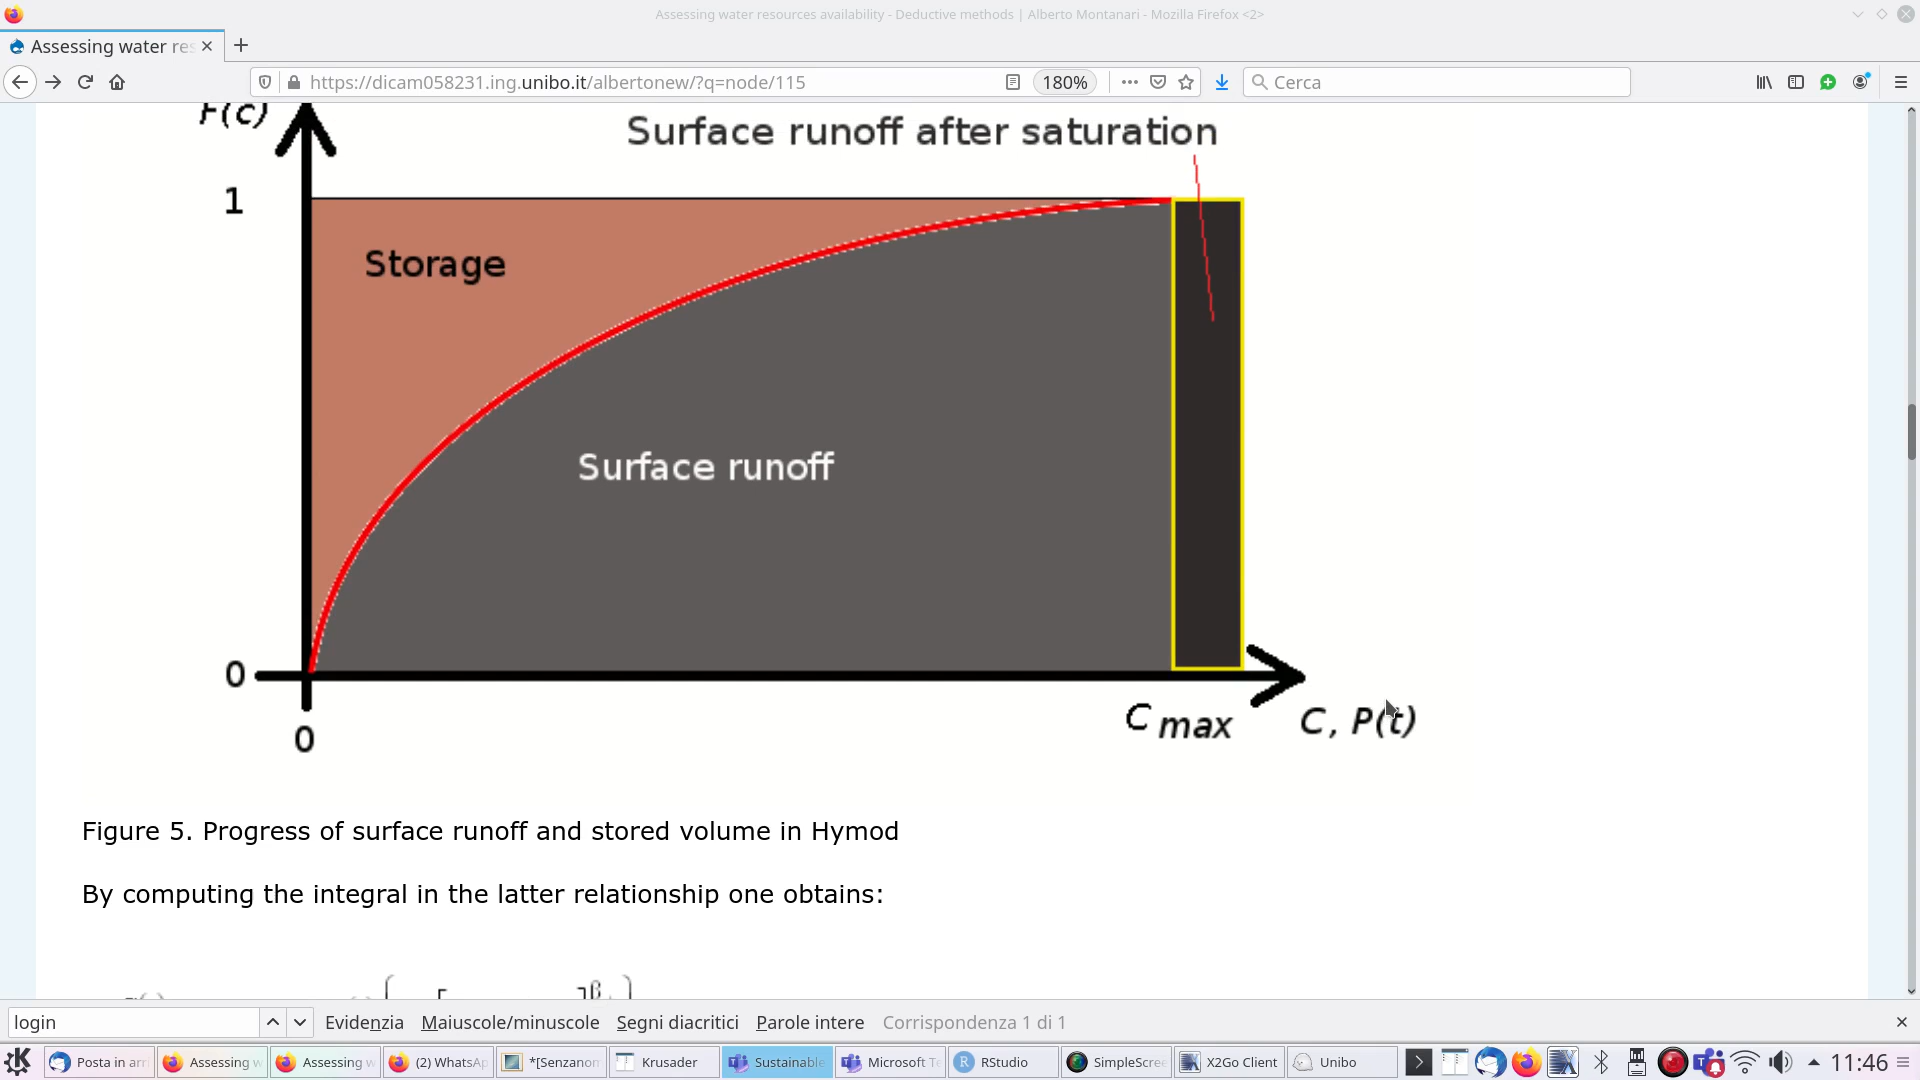 Assessing water resources availability - Deductive methods | Alberto Montanari - Mozilla Firefox <2>
Assessing water res
https://dicam058231.ing.unibo.it/albertonew/?q=node/115
180%
Cerca
F(c)
Surface runoff after saturation
1
Storage
Surface runoff
0
0
C max
C, P(t)
Figure 5. Progress of surface runoff and stored volume in Hymod
By computing the integral in the latter relationship one obtains:
login
Evidenzia
Maiuscole/minuscole
Segni diacritici
Parole intere
Corrispondenza 1 di 1
Posta in arr
Assessing w
Assessing w
(2) WhatsAp
*[Senzanom
Krusader
Sustainable
Microsoft Te
RStudio
SimpleScree
X2Go Client
Unibo
11:46